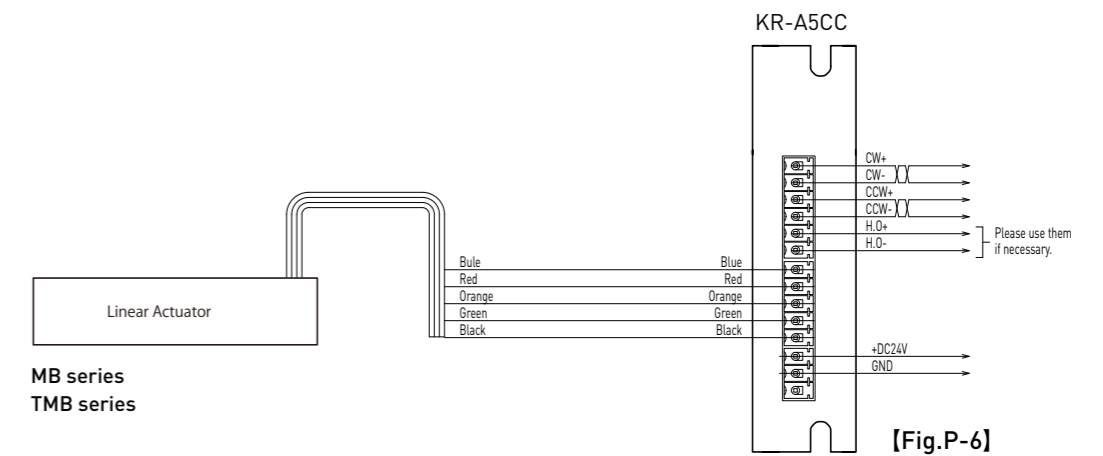 KR-A5CC
CW+
CW-
CCW+
CCW-
H.O+
H.O-
Please use them
if necessary.
Bule Blue
Red Red
Orange Orange
Green Green
Black Black
Linear Actuator
+DC24V
GND
MB series
TMB series
【Fig.P-6】